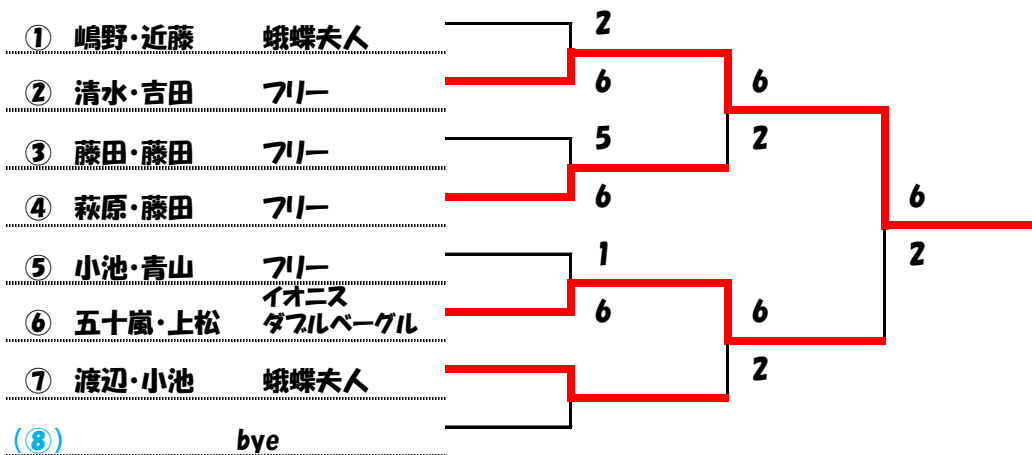 ① 嶋野・近藤 蛾蝶夫人
② 清水・吉田 フリー
③ 藤田・藤田 フリー
④ 萩原・藤田 フリー
⑤ 小池・青山 フリー
⑥ 五十嵐・上松 イオニス
ダブルベーグル
⑦ 渡辺・小池 蛾蝶夫人
(⑧) bye
2
6
5
6
1
6
6
2
6
2
6
2